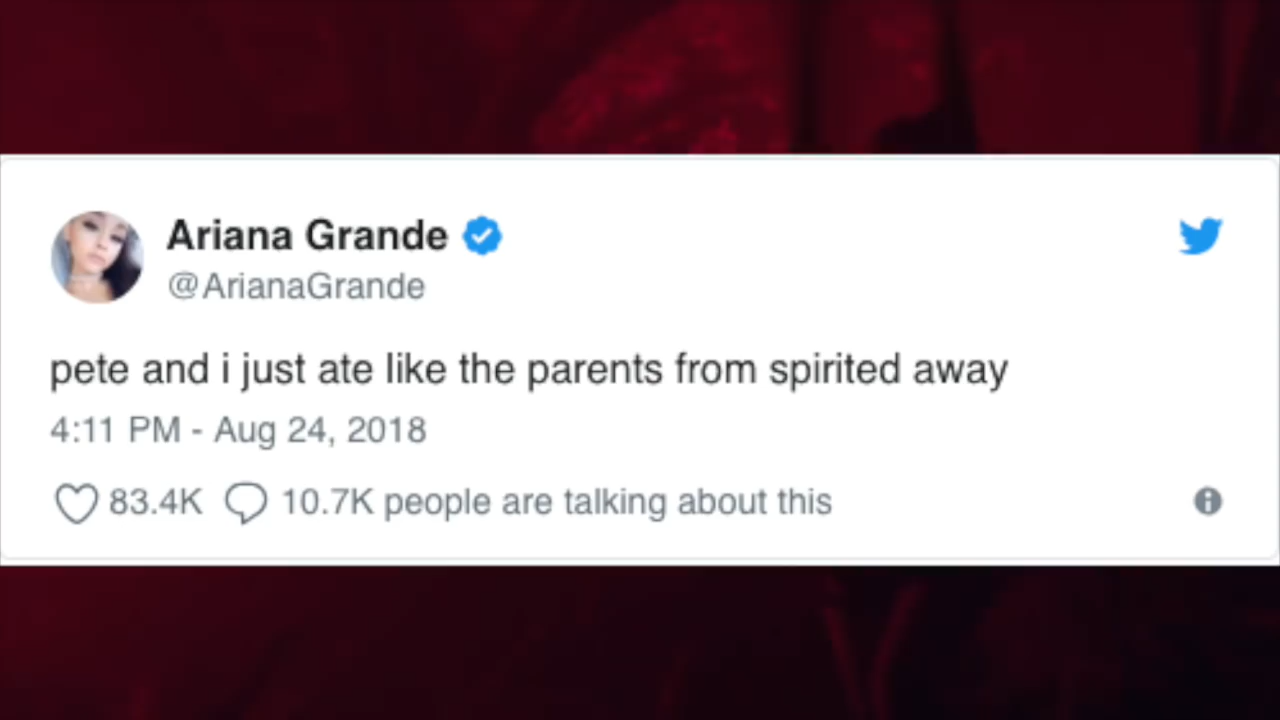 Ariana Grande
@ArianaGrande
pete and i just ate like the parents from spirited away
4:11 PM - Aug 24, 2018
83.4K 10.7K people are talking about this